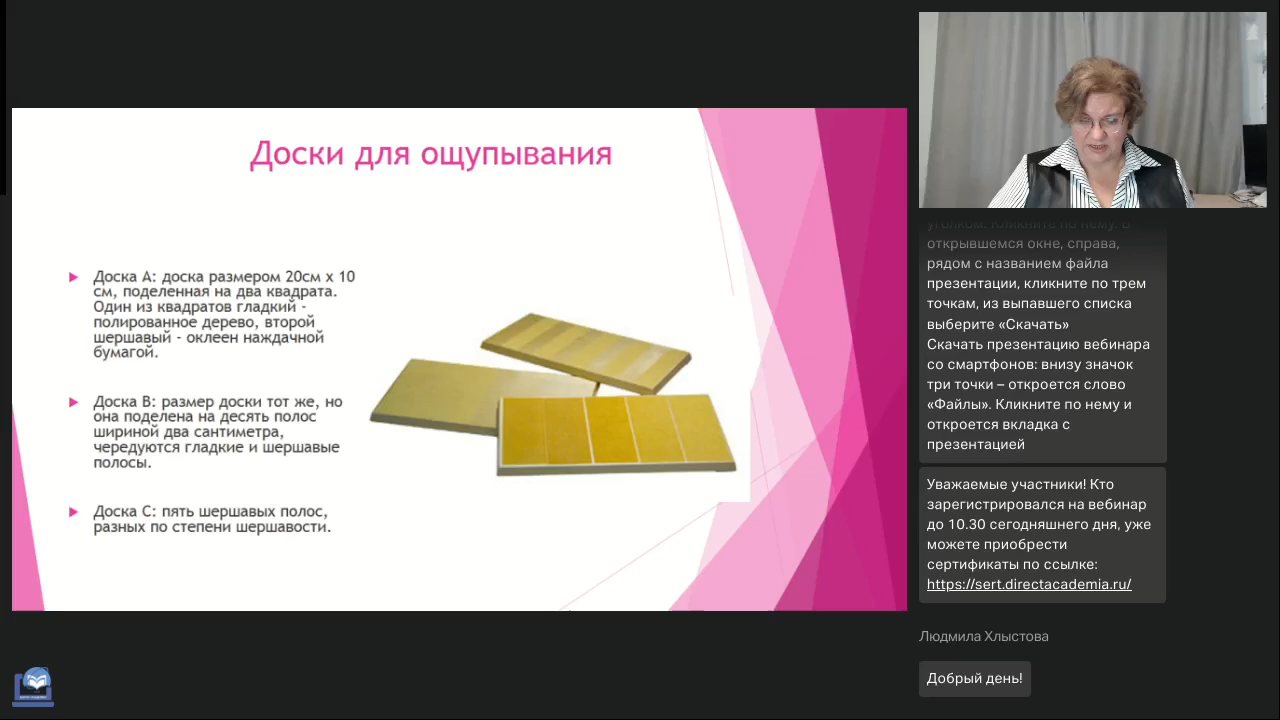 Доски для ощупывания
Доска А: доска размером 20см х 10
см, поделенная на два квадрата.
Один из квадратов гладкий -
полированное дерево, второй
шершавый - оклеен наждачной
бумагой.
Доска В: размер доски тот же, но
она поделена на десять полос
шириной два сантиметра,
чередуются гладкие и шершавые
полосы.
Доска С: пять шершавых полос,
разных по степени шершавости.
уголком. Кликните по нему. В
открывшемся окне, справа,
рядом с названием файла
презентации, кликните по трем
точкам, из выпавшего списка
выберите «Скачать»
Скачать презентацию вебинара
со смартфонов: внизу значок
три точки – откроется слово
«Файлы». Кликните по нему и
откроется вкладка с
презентацией
Уважаемые участники! Кто
зарегистрировался на вебинар
до 10.30 сегодняшнего дня, уже
можете приобрести
сертификаты по ссылке:
https://sert.directacademia.ru/
Людмила Хлыстова
Добрый день!